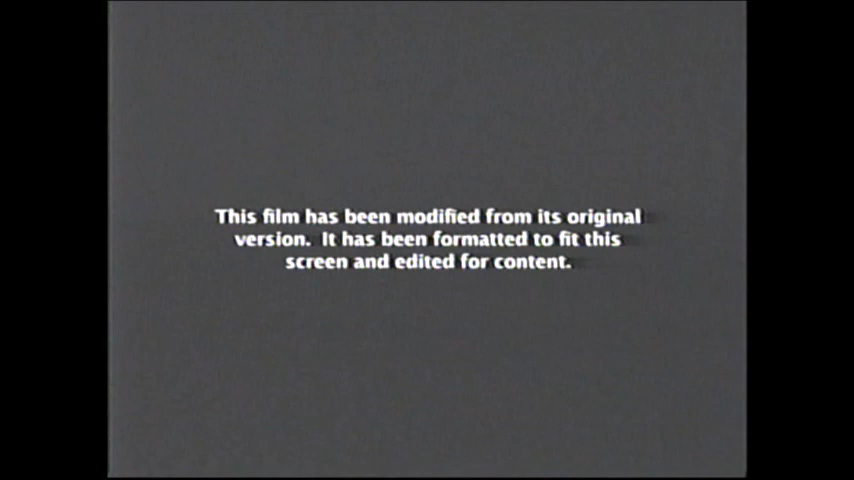 This film has been modified from its original
version. It has been formatted to fit this
screen and edited for content.